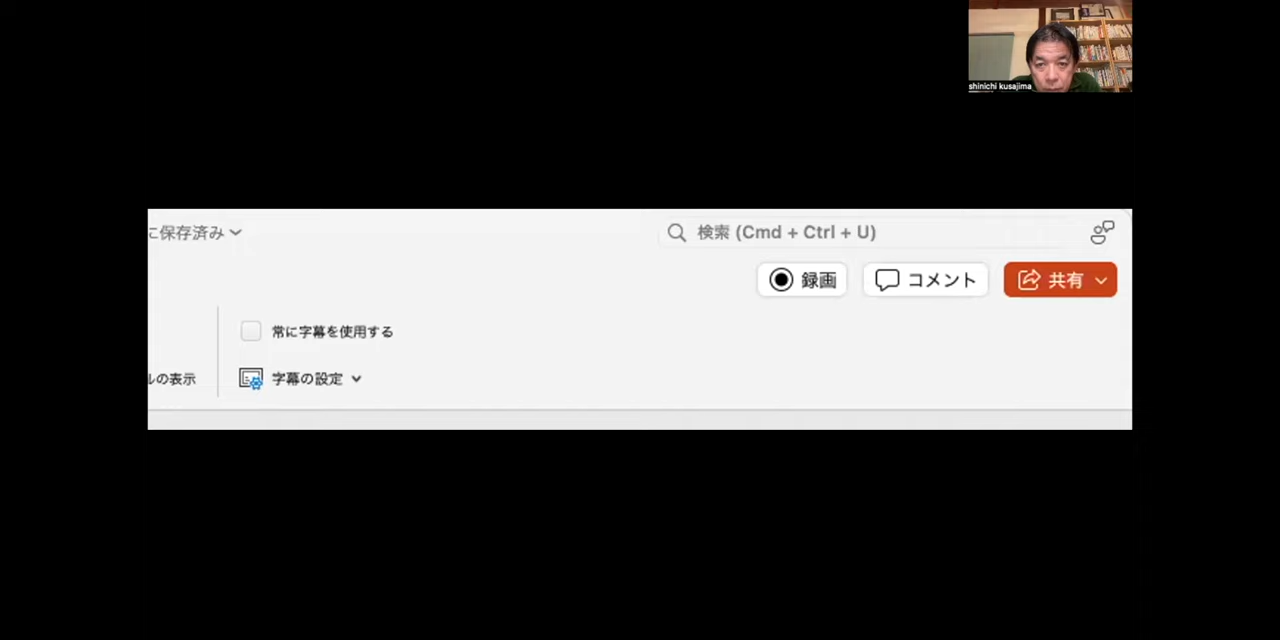 shinichi kusajima
に保存済み
検索 (Cmd + Ctrl + U)
録画
コメント
共有
常に字幕を使用する
ルの表示
字幕の設定